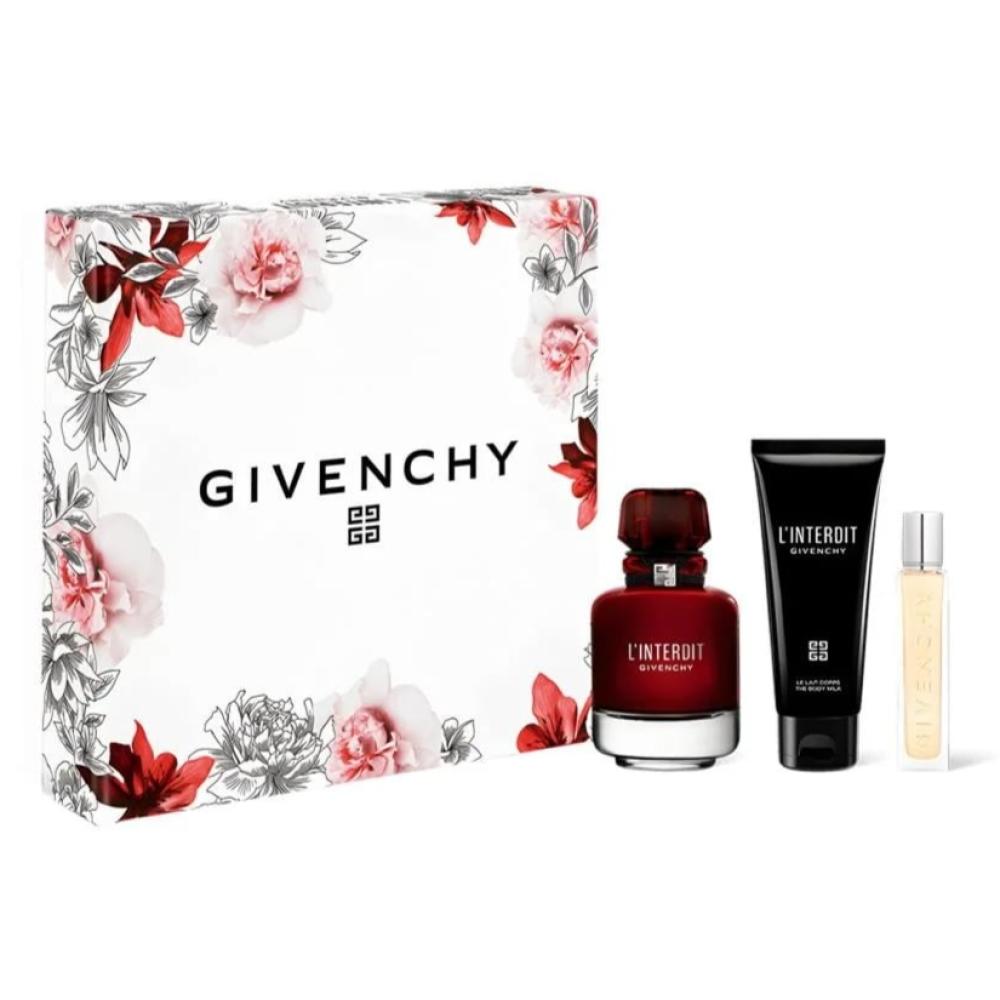 GIVENCHY
L'INTERDIT
GIVENCHY
L'INTERDIT
GIVENCHY
LE LAIT CORPS
THE BODY MILK
GIVENCHY